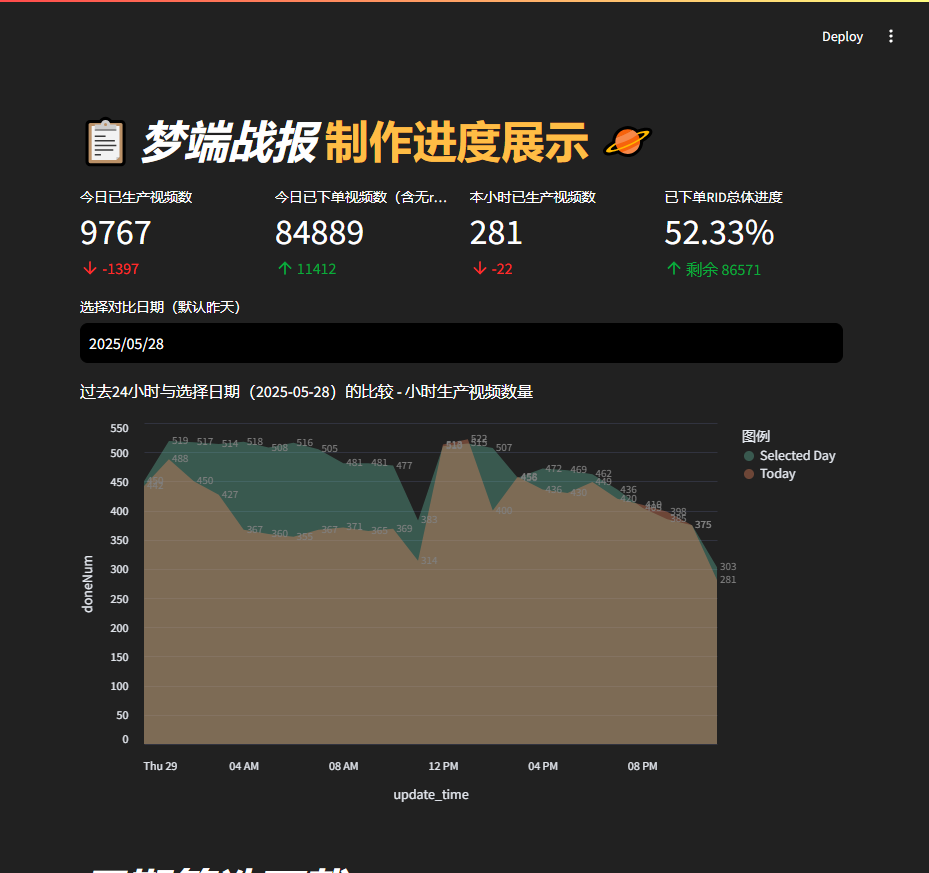 Deploy
梦端战报 制作进度展示
今日已生产视频数
9767
-1397
今日已下单视频数（含无r...
84889
11412
本小时已生产视频数
281
-22
已下单RID总体进度
52.33%
剩余 86571
选择对比日期（默认昨天）
2025/05/28
过去24小时与选择日期（2025-05-28）的比较 - 小时生产视频数量
图例
Selected Day
Today
doneNum
550
500
450
400
350
300
250
200
150
100
50
0
519 517 514 518 508 516 505 481 481 477 383 515 507 458 472 469 462 436 375 303
488 450 427 367 360 355 367 371 365 369 314 522 400 436 430 449 420 419 398 281
Thu 29 04 AM 08 AM 12 PM 04 PM 08 PM
update_time